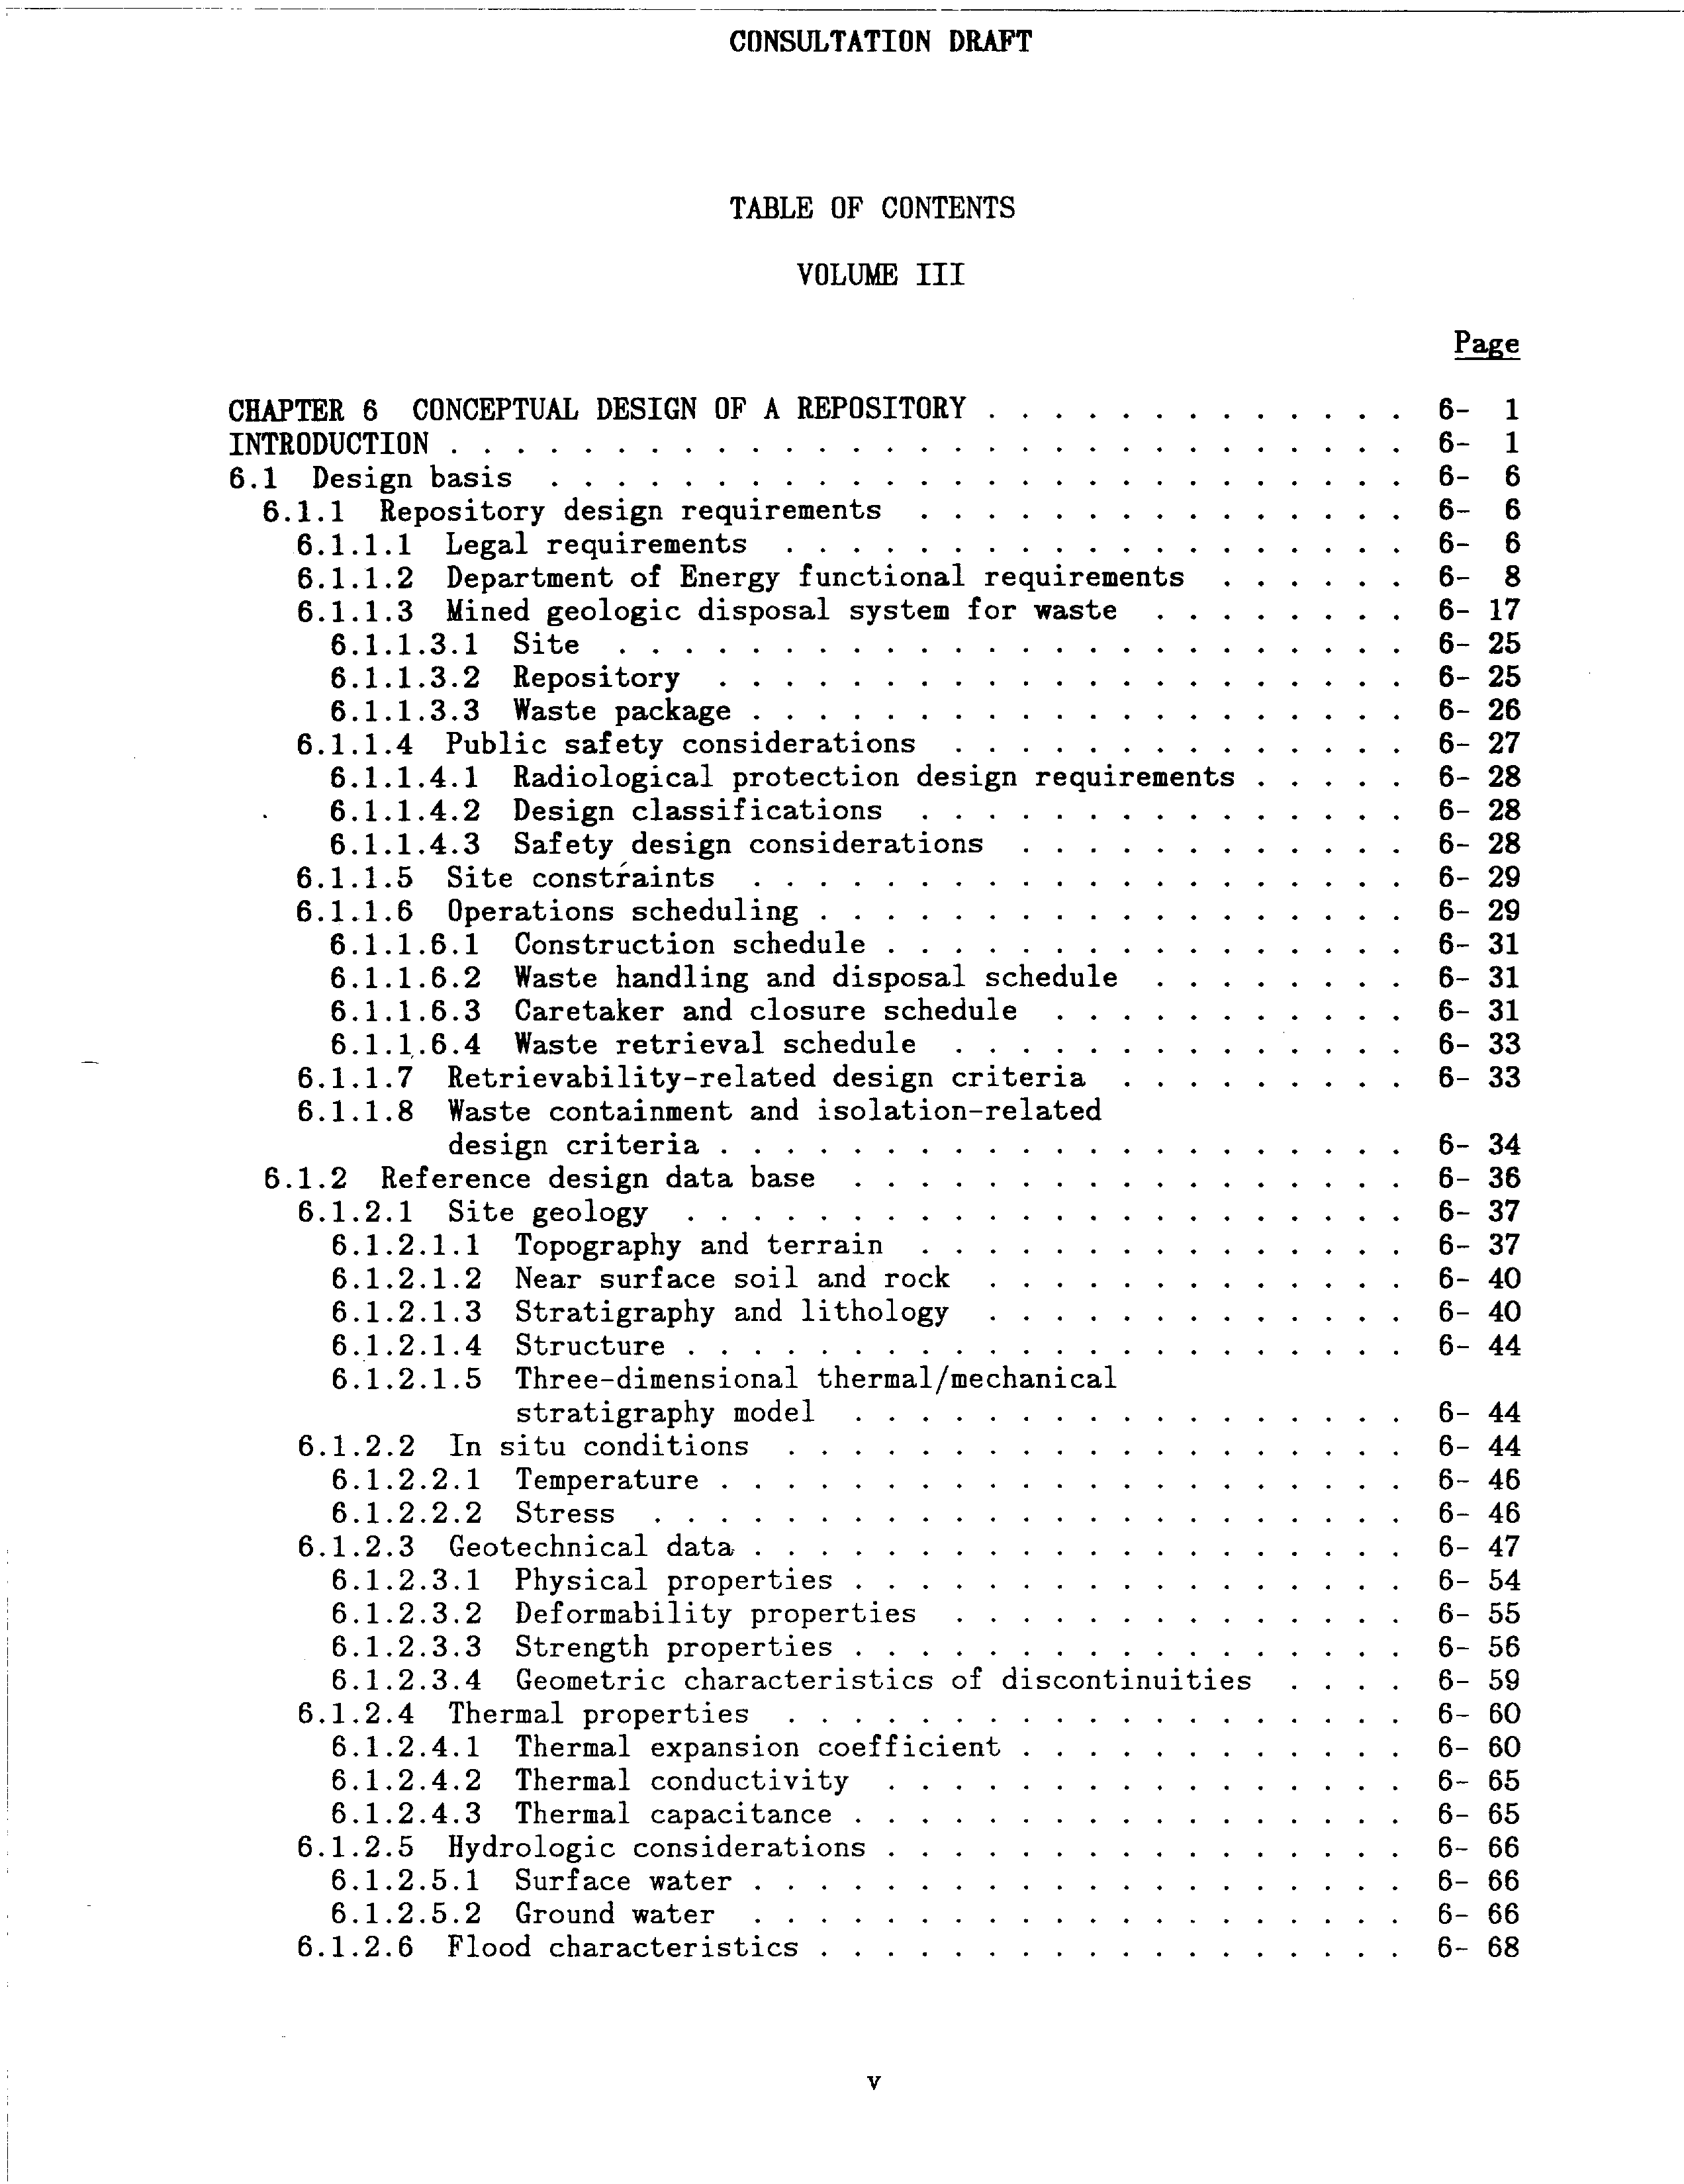 CONSULTATION DRAFT
TABLE OF CONTENTS
VOLUME III
Page
CHAPTER 6 CONCEPTUAL DESIGN OF A REPOSITORY . . . . . . . . . . . . . 6- 1
INTRODUCTION . . . . . . . . . . . . . . . . . . . . . . . . . . . . . 6- 1
6.1 Design basis . . . . . . . . . . . . . . . . . . . . . . . . . . 6- 6
6.1.1 Repository design requirements . . . . . . . . . . . . . . . 6- 6
6.1.1.1 Legal requirements . . . . . . . . . . . . . . . . . . . 6- 6
6.1.1.2 Department of Energy functional requirements . . . . . . 6- 8
6.1.1.3 Mined geologic disposal system for waste . . . . . . . . 6- 17
6.1.1.3.1 Site . . . . . . . . . . . . . . . . . . . . . . . . 6- 25
6.1.1.3.2 Repository . . . . . . . . . . . . . . . . . . . . . 6- 25
6.1.1.3.3 Waste package . . . . . . . . . . . . . . . . . . . . 6- 26
6.1.1.4 Public safety considerations . . . . . . . . . . . . . . 6- 27
6.1.1.4.1 Radiological protection design requirements . . . . . 6- 28
6.1.1.4.2 Design classifications . . . . . . . . . . . . . . . 6- 28
6.1.1.4.3 Safety design considerations . . . . . . . . . . . . 6- 28
6.1.1.5 Site constraints . . . . . . . . . . . . . . . . . . . . 6- 29
6.1.1.6 Operations scheduling . . . . . . . . . . . . . . . . . . 6- 29
6.1.1.6.1 Construction schedule . . . . . . . . . . . . . . . . 6- 31
6.1.1.6.2 Waste handling and disposal schedule . . . . . . . . 6- 31
6.1.1.6.3 Caretaker and closure schedule . . . . . . . . . . . 6- 31
6.1.1.6.4 Waste retrieval schedule . . . . . . . . . . . . . . 6- 33
6.1.1.7 Retrievability-related design criteria . . . . . . . . . 6- 33
6.1.1.8 Waste containment and isolation-related
design criteria . . . . . . . . . . . . . . . . . . . . . 6- 34
6.1.2 Reference design data base . . . . . . . . . . . . . . . . . 6- 36
6.1.2.1 Site geology . . . . . . . . . . . . . . . . . . . . . . 6- 37
6.1.2.1.1 Topography and terrain . . . . . . . . . . . . . . . 6- 37
6.1.2.1.2 Near surface soil and rock . . . . . . . . . . . . . 6- 40
6.1.2.1.3 Stratigraphy and lithology . . . . . . . . . . . . . 6- 40
6.1.2.1.4 Structure . . . . . . . . . . . . . . . . . . . . . . 6- 44
6.1.2.1.5 Three-dimensional thermal/mechanical
stratigraphy model . . . . . . . . . . . . . . . . . 6- 44
6.1.2.2 In situ conditions . . . . . . . . . . . . . . . . . . . 6- 44
6.1.2.2.1 Temperature . . . . . . . . . . . . . . . . . . . . . 6- 46
6.1.2.2.2 Stress . . . . . . . . . . . . . . . . . . . . . . . 6- 46
6.1.2.3 Geotechnical data . . . . . . . . . . . . . . . . . . . . 6- 47
6.1.2.3.1 Physical properties . . . . . . . . . . . . . . . . . 6- 54
6.1.2.3.2 Deformability properties . . . . . . . . . . . . . . 6- 55
6.1.2.3.3 Strength properties . . . . . . . . . . . . . . . . . 6- 56
6.1.2.3.4 Geometric characteristics of discontinuities . . . . 6- 59
6.1.2.4 Thermal properties . . . . . . . . . . . . . . . . . . . 6- 60
6.1.2.4.1 Thermal expansion coefficient . . . . . . . . . . . . 6- 60
6.1.2.4.2 Thermal conductivity . . . . . . . . . . . . . . . . 6- 65
6.1.2.4.3 Thermal capacitance . . . . . . . . . . . . . . . . . 6- 65
6.1.2.5 Hydrologic considerations . . . . . . . . . . . . . . . . 6- 66
6.1.2.5.1 Surface water . . . . . . . . . . . . . . . . . . . . 6- 66
6.1.2.5.2 Ground water . . . . . . . . . . . . . . . . . . . . 6- 66
6.1.2.6 Flood characteristics . . . . . . . . . . . . . . . . . . 6- 68
v